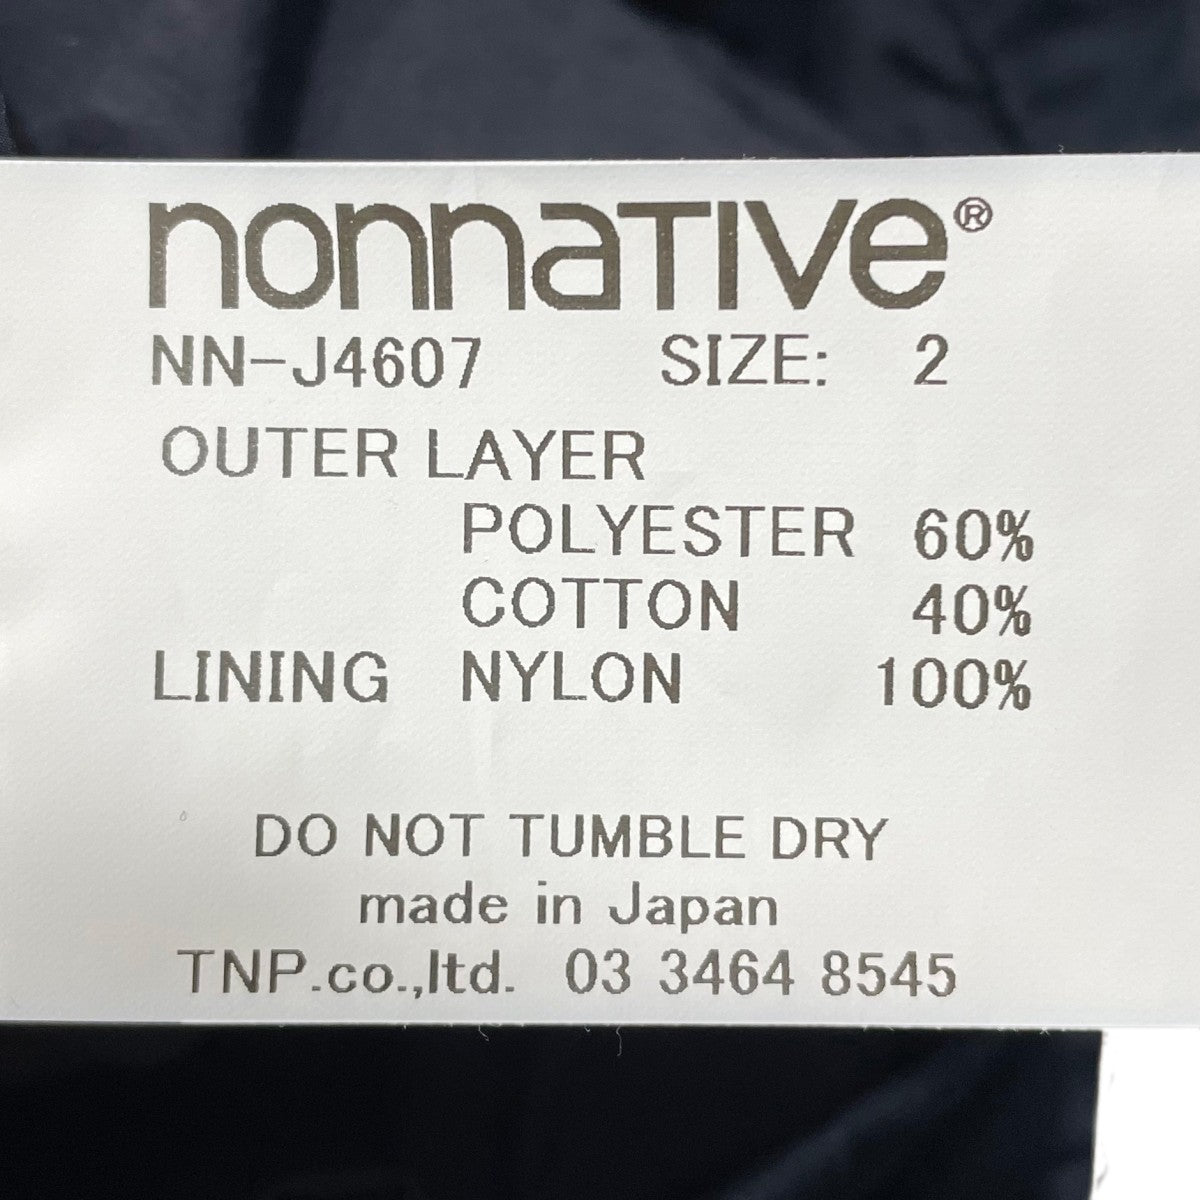 nonnaTIVe®
NN-J4607 SIZE: 2
OUTER LAYER
POLYESTER 60%
COTTON 40%
LINING NYLON 100%
DO NOT TUMBLE DRY
made in Japan
TNP.co.,ltd. 03 3464 8545